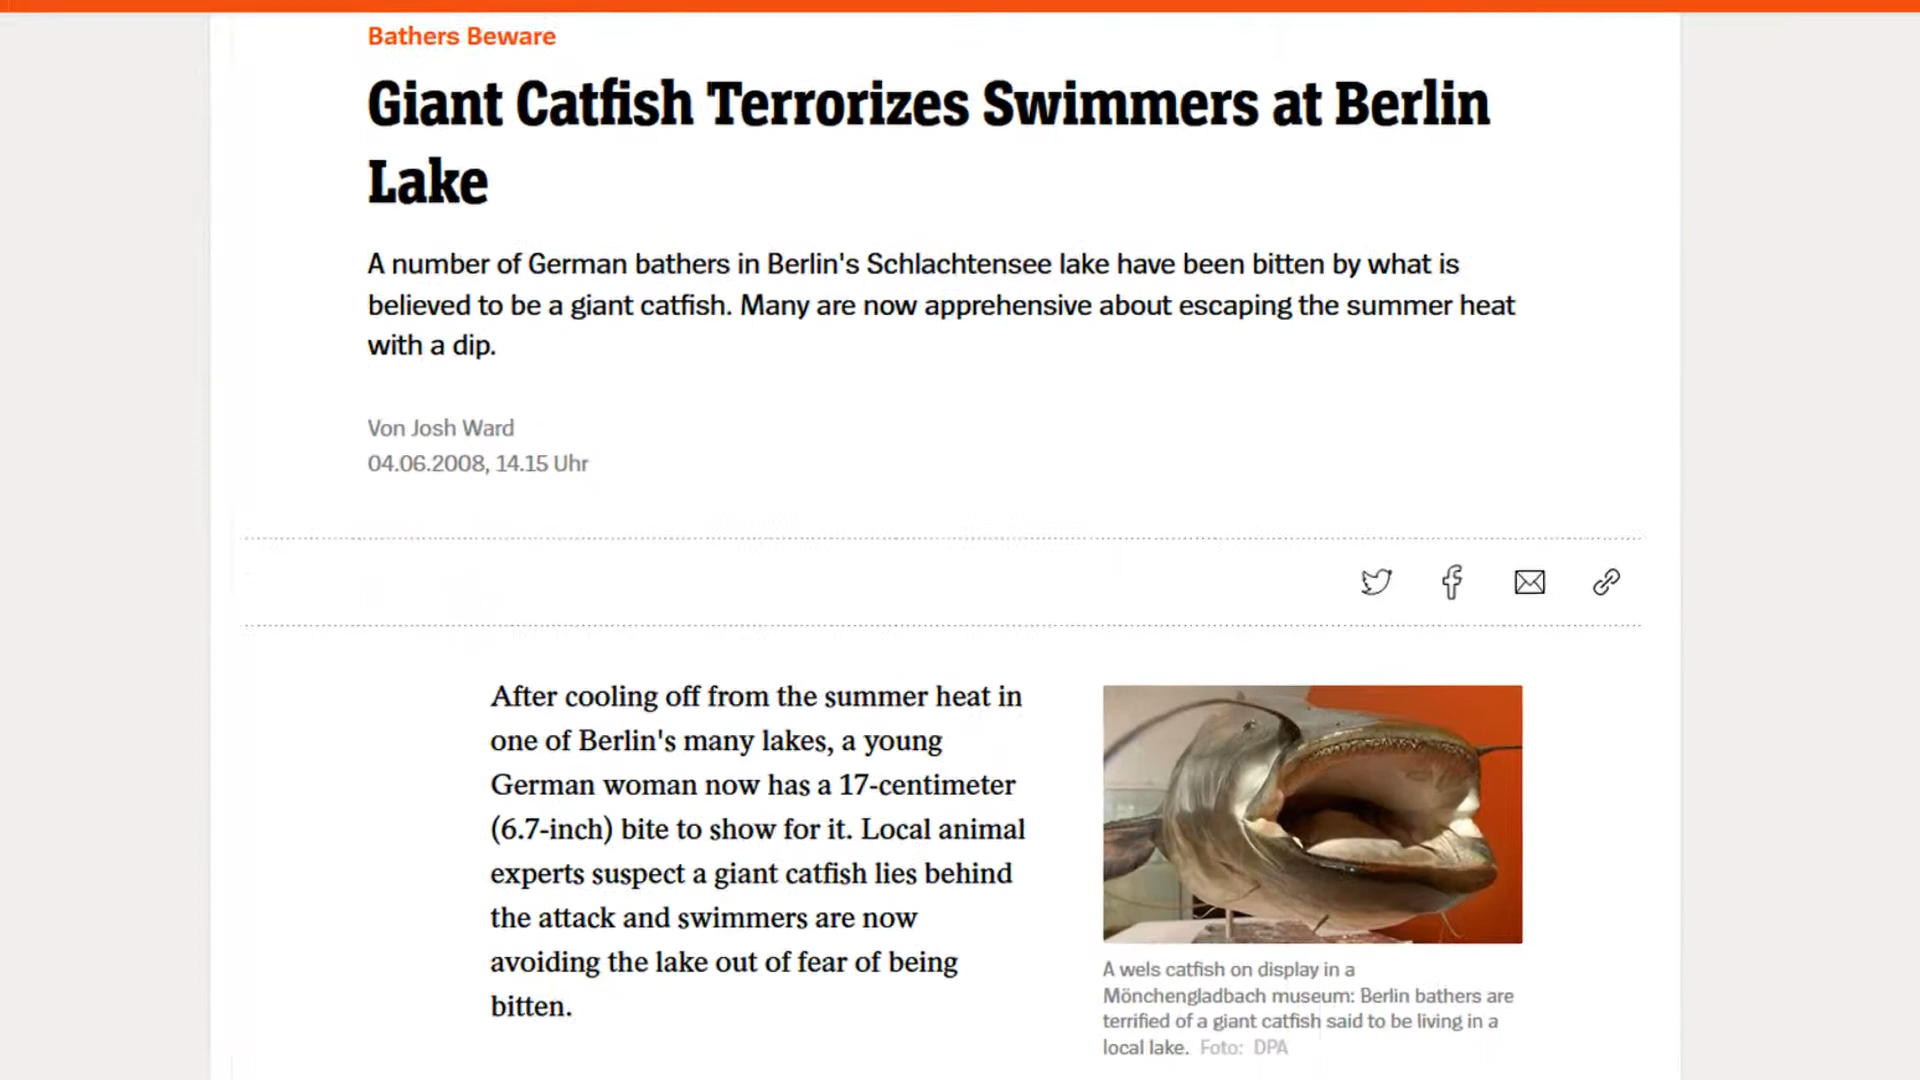 Bathers Beware
Giant Catfish Terrorizes Swimmers at Berlin
Lake
A number of German bathers in Berlin's Schlachtensee lake have been bitten by what is
believed to be a giant catfish. Many are now apprehensive about escaping the summer heat
with a dip.
Von Josh Ward
04.06.2008, 14.15 Uhr
After cooling off from the summer heat in
one of Berlin's many lakes, a young
German woman now has a 17-centimeter
(6.7-inch) bite to show for it. Local animal
experts suspect a giant catfish lies behind
the attack and swimmers are now
avoiding the lake out of fear of being
bitten.
A wels catfish on display in a
Mönchengladbach museum: Berlin bathers are
terrified of a giant catfish said to be living in a
local lake. Foto: DPA